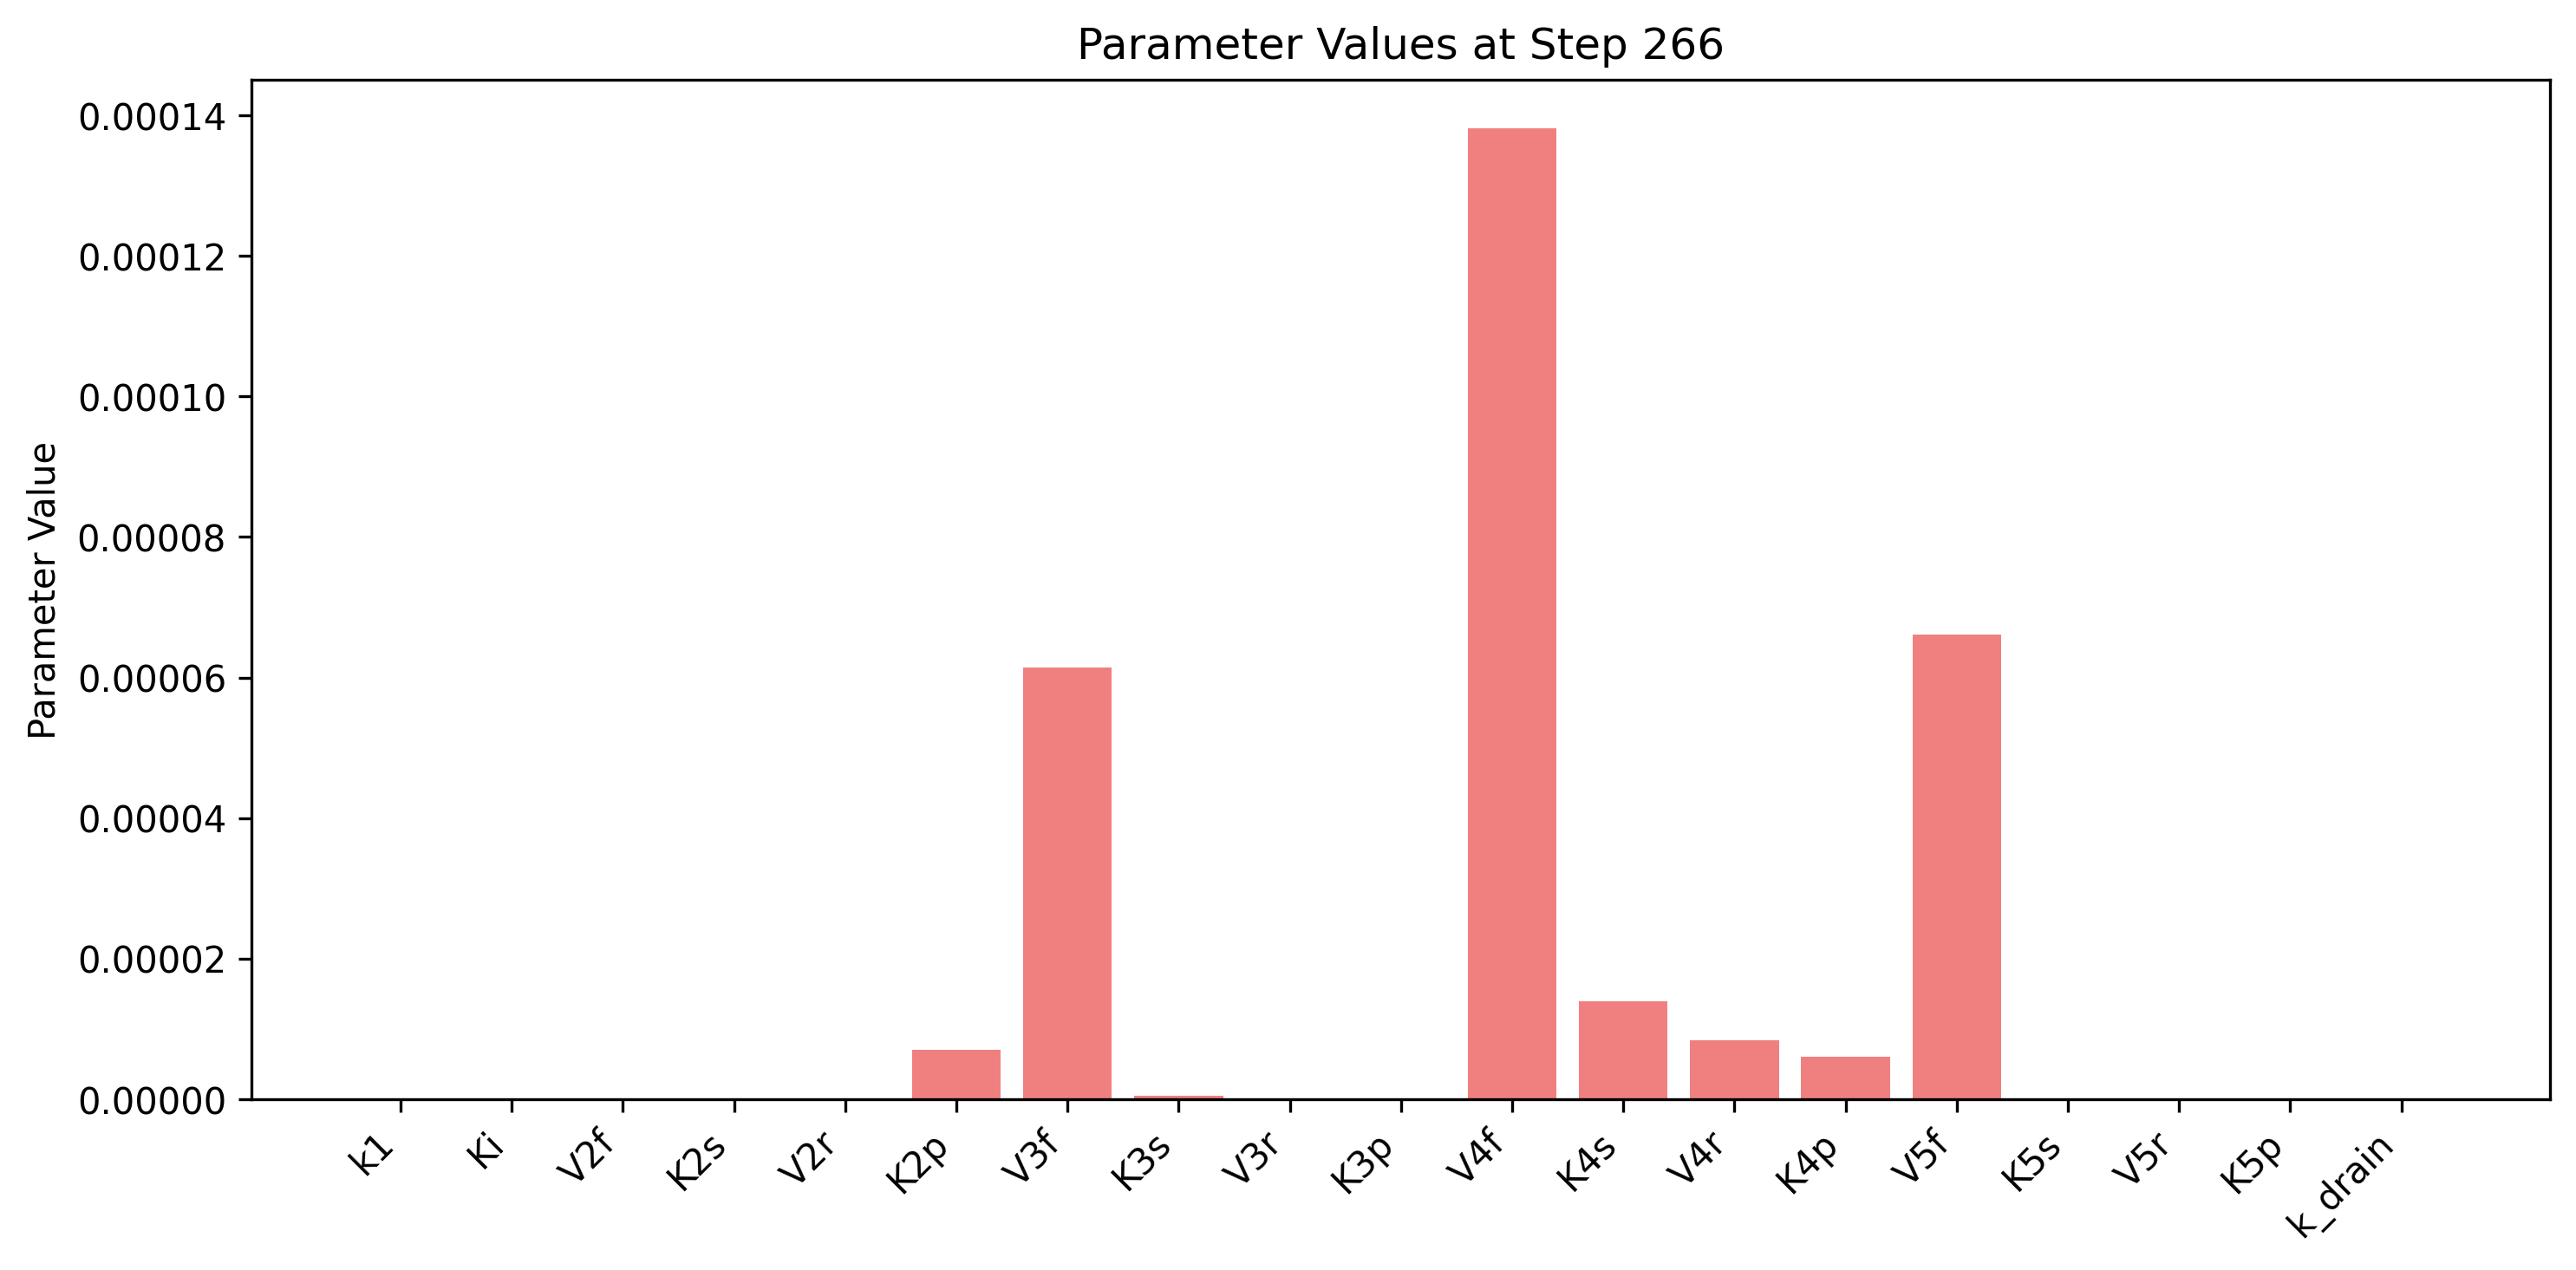 Parameter Values at Step 266
Parameter Value
0.00014
0.00012
0.00010
0.00008
0.00006
0.00004
0.00002
0.00000
k1
Ki
V2f
K2s
V2r
K2p
V3f
K3s
V3r
K3p
V4f
K4s
V4r
K4p
V5f
K5s
V5r
K5p
k_drain